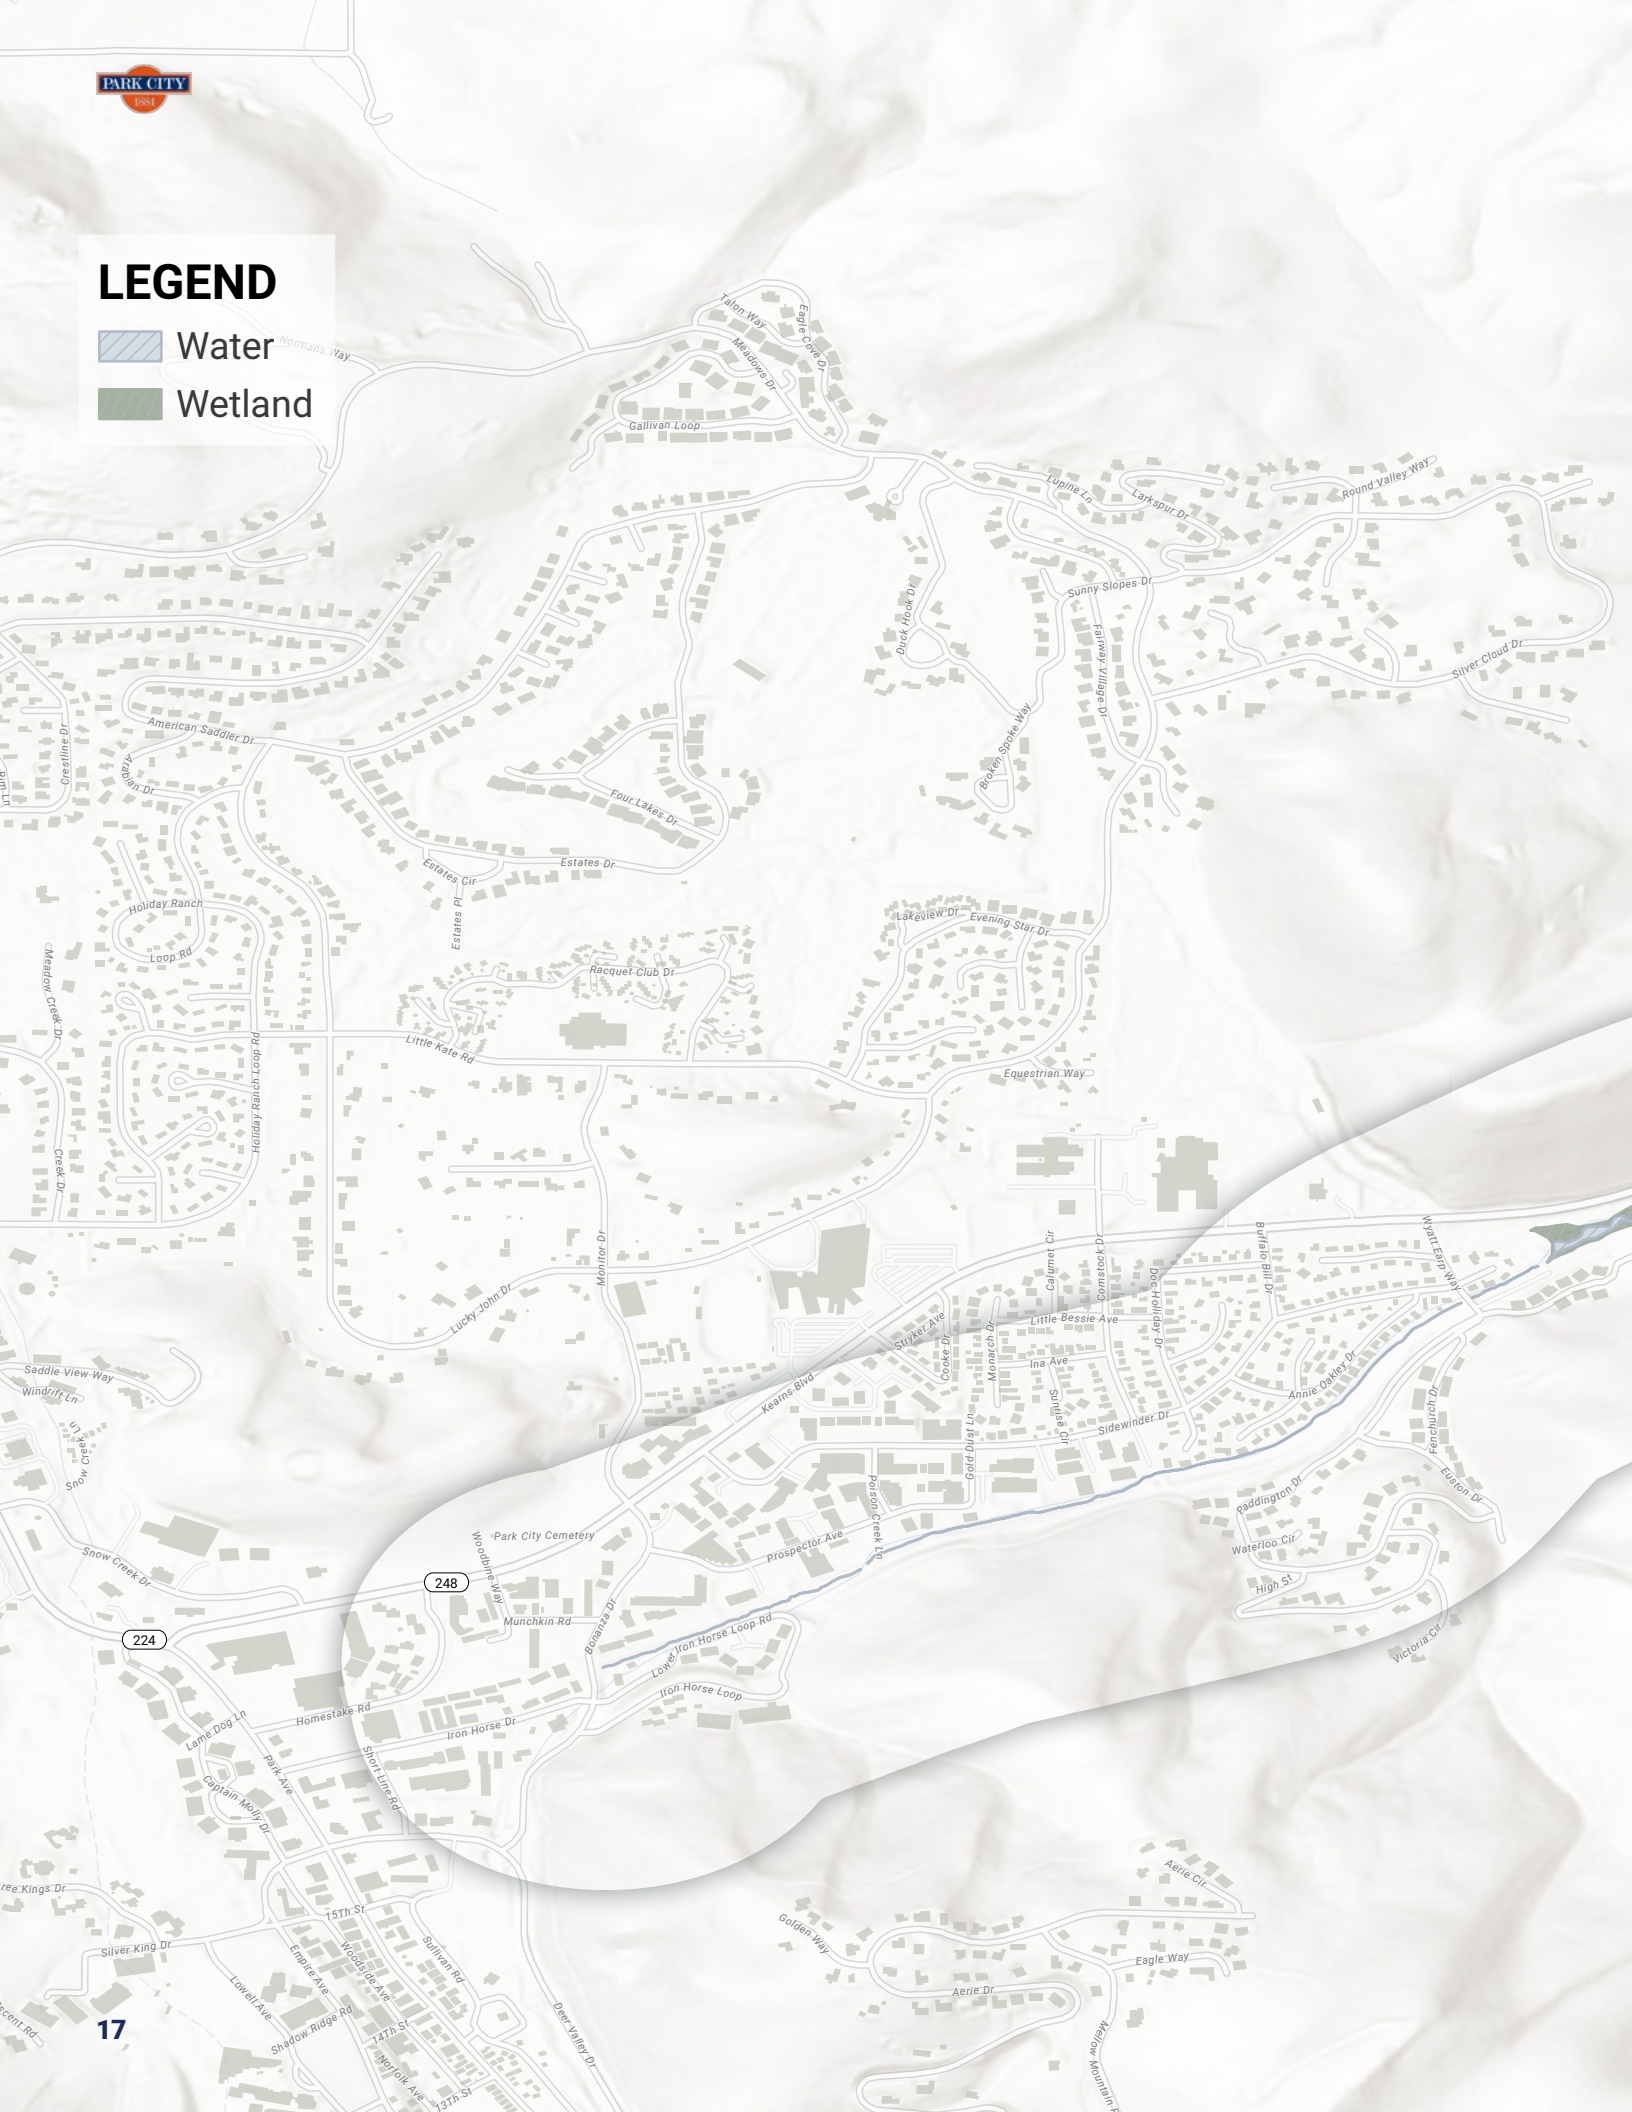 PARK CITY
1884
LEGEND
Water
Wetland
Normans Way
Talon Way
Eagle Cove Dr
Meadows Dr
Gallivan Loop
Lupine Ln
Larkspur Dr
Round Valley Way
Sunny Slopes Dr
Duck Hook Dr
Fairway Village Dr
Silver Cloud Dr
Broken Spoke Way
Crestline Dr
American Saddler Dr
Arabian Dr
Rim Ln
Four Lakes Dr
Estates Dr
Estates Cir
Estates Pl
Holiday Ranch
Loop Rd
Lakeview Dr
Evening Star Dr
Meadow Creek Dr
Racquet Club Dr
Little Kate Rd
Holiday Ranch Loop Rd
Equestrian Way
Creek Dr
Monitor Dr
Lucky John Dr
Calumet Cir
Comstock Dr
Doc Holliday Dr
Buffalo Bill Dr
Wyatt Earp Way
Stryker Ave
Little Bessie Ave
Cooke Dr
Monarch Dr
Ina Ave
Sunrise Cir
Saddle View Way
Windrift Ln
Snow Creek Ln
Kearns Blvd
Annie Oakley Dr
Sidewinder Dr
Gold Dust Ln
Fenchurch Dr
Euston Dr
Paddington Dr
Poison Creek Ln
Prospector Ave
Park City Cemetery
Woodbine Way
Waterloo Cir
High St
Victoria Cir
Snow Creek Dr
248
224
Munchkin Rd
Bonanza Dr
Lower Iron Horse Loop Rd
Iron Horse Loop
Iron Horse Dr
Homestake Rd
Lame Dog Ln
Park Ave
Short Line Rd
Captain Molly Dr
ree Kings Dr
Silver King Dr
15Th St
Empire Ave
Woodside Ave
Sullivan Rd
Lowell Ave
Shadow Ridge Rd
14Th St
Norfolk Ave
13Th St
Deer Valley Dr
scent Rd
Aerie Cir
Golden Way
Eagle Way
Aerie Dr
Mellow Mountain R
17